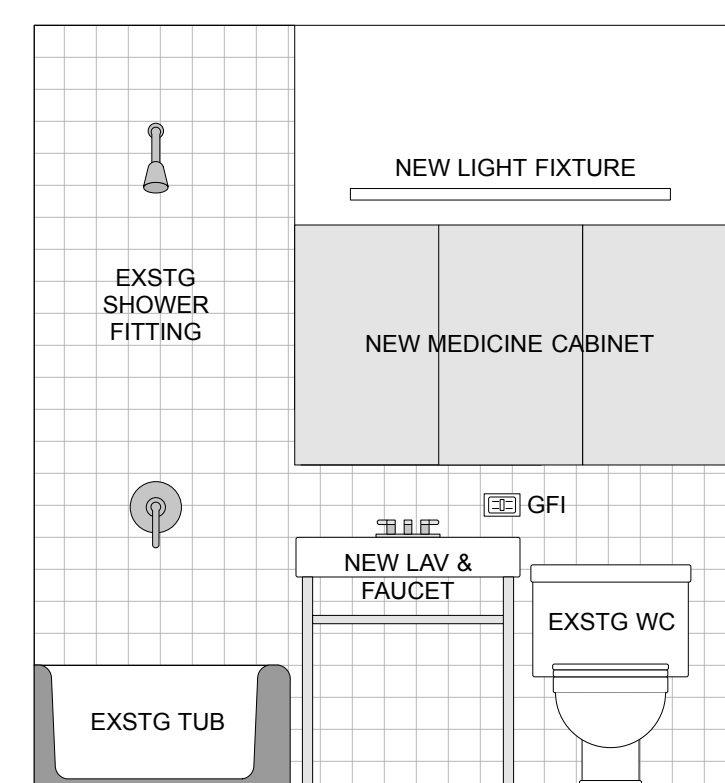 NEW LIGHT FIXTURE
EXSTG
SHOWER
FITTING
NEW MEDICINE CABINET
GFI
NEW LAV &
FAUCET
EXSTG WC
EXSTG TUB